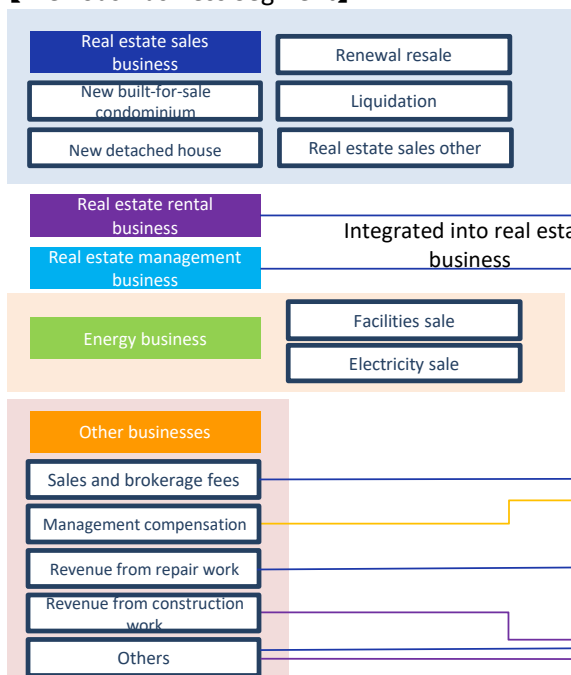 Real estate sales
business
Renewal resale
New built-for-sale
condominium
Liquidation
New detached house
Real estate sales other
Real estate rental
business
Integrated into real esta
business
Real estate management
business
Energy business
Facilities sale
Electricity sale
Other businesses
Sales and brokerage fees
Management compensation
Revenue from repair work
Revenue from construction
work
Others